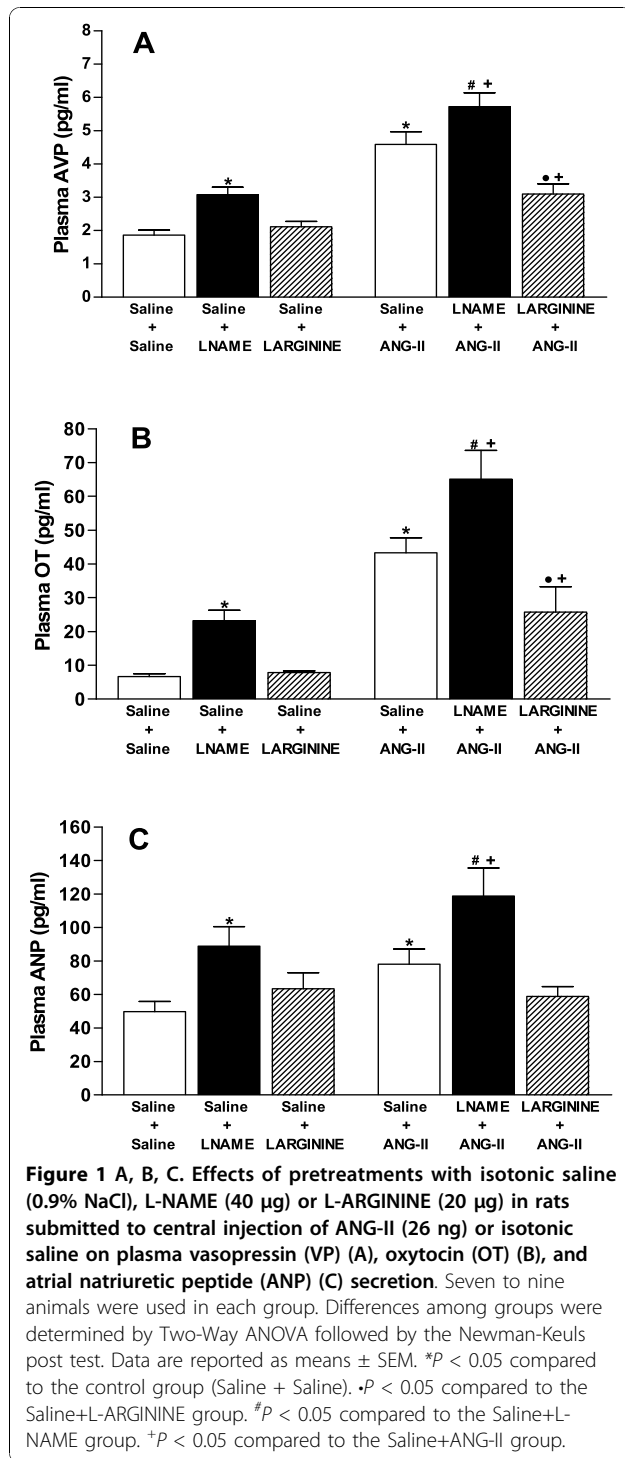 A
Plasma AVP (pg/ml)
8
7
6
5
4
3
2
1
0
*
*
# +
• +
Saline Saline Saline Saline LNAME LARGININE
+ + + + + +
Saline LNAME LARGININE ANG-II ANG-II ANG-II
B
Plasma OT (pg/ml)
80
70
60
50
40
30
20
10
0
*
*
# +
• +
Saline Saline Saline Saline LNAME LARGININE
+ + + + + +
Saline LNAME LARGININE ANG-II ANG-II ANG-II
C
Plasma ANP (pg/ml)
160
140
120
100
80
60
40
20
0
*
*
# +
Saline Saline Saline Saline LNAME LARGININE
+ + + + + +
Saline LNAME LARGININE ANG-II ANG-II ANG-II
Figure 1 A, B, C. Effects of pretreatments with isotonic saline
(0.9% NaCl), L-NAME (40 μg) or L-ARGININE (20 μg) in rats
submitted to central injection of ANG-II (26 ng) or isotonic
saline on plasma vasopressin (VP) (A), oxytocin (OT) (B), and
atrial natriuretic peptide (ANP) (C) secretion. Seven to nine
animals were used in each group. Differences among groups were
determined by Two-Way ANOVA followed by the Newman-Keuls
post test. Data are reported as means ± SEM. *P < 0.05 compared
to the control group (Saline + Saline). •P < 0.05 compared to the
Saline+L-ARGININE group. #P < 0.05 compared to the Saline+L-
NAME group. +P < 0.05 compared to the Saline+ANG-II group.